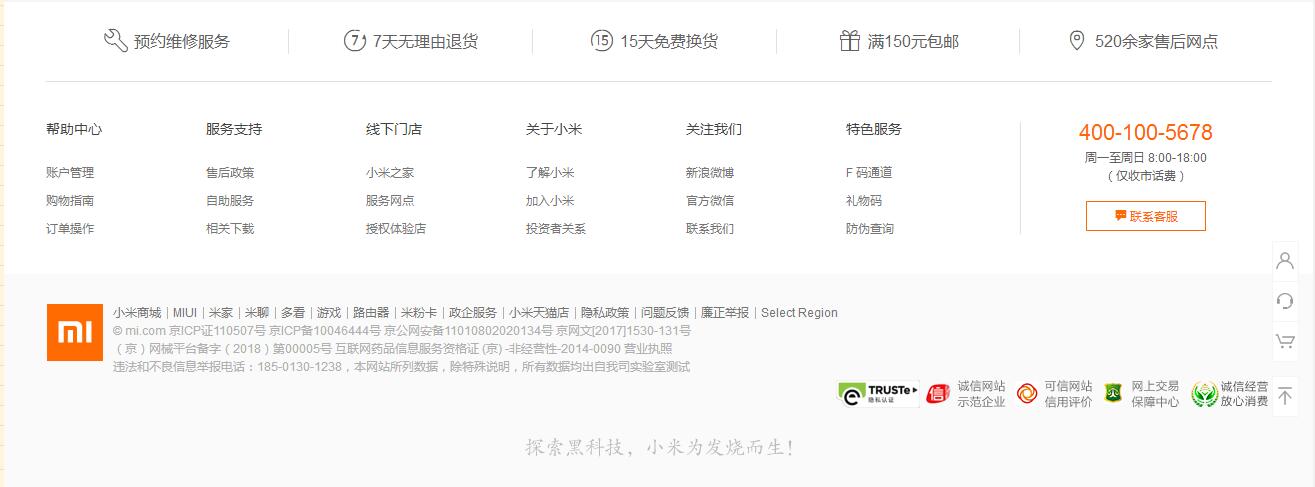 预约维修服务
7 7天无理由退货
15 15天免费换货
满150元包邮
520余家售后网点
帮助中心
账户管理
购物指南
订单操作
服务支持
售后政策
自助服务
相关下载
线下门店
小米之家
服务网点
授权体验店
关于小米
了解小米
加入小米
投资者关系
关注我们
新浪微博
官方微信
联系我们
特色服务
F 码通道
礼物码
防伪查询
400-100-5678
周一至周日 8:00-18:00
（仅收市话费）
联系客服
mi
小米商城|MIUI|米家|米聊|多看|游戏|路由器|米粉卡|政企服务|小米天猫店|隐私政策|问题反馈|廉正举报|Select Region
© mi.com 京ICP证110507号 京ICP备10046444号 京公网安备11010802020134号 京网文[2017]1530-131号
（京）网械平台备字（2018）第00005号 互联网药品信息服务资格证 (京) -非经营性-2014-0090 营业执照
违法和不良信息举报电话：185-0130-1238，本网站所列数据，除特殊说明，所有数据均出自我司实验室测试
TRUSTe
隐私认证
信
诚信网站
示范企业
可信网站
信用评价
网上交易
保障中心
诚信经营
放心消费
探索黑科技，小米为发烧而生！